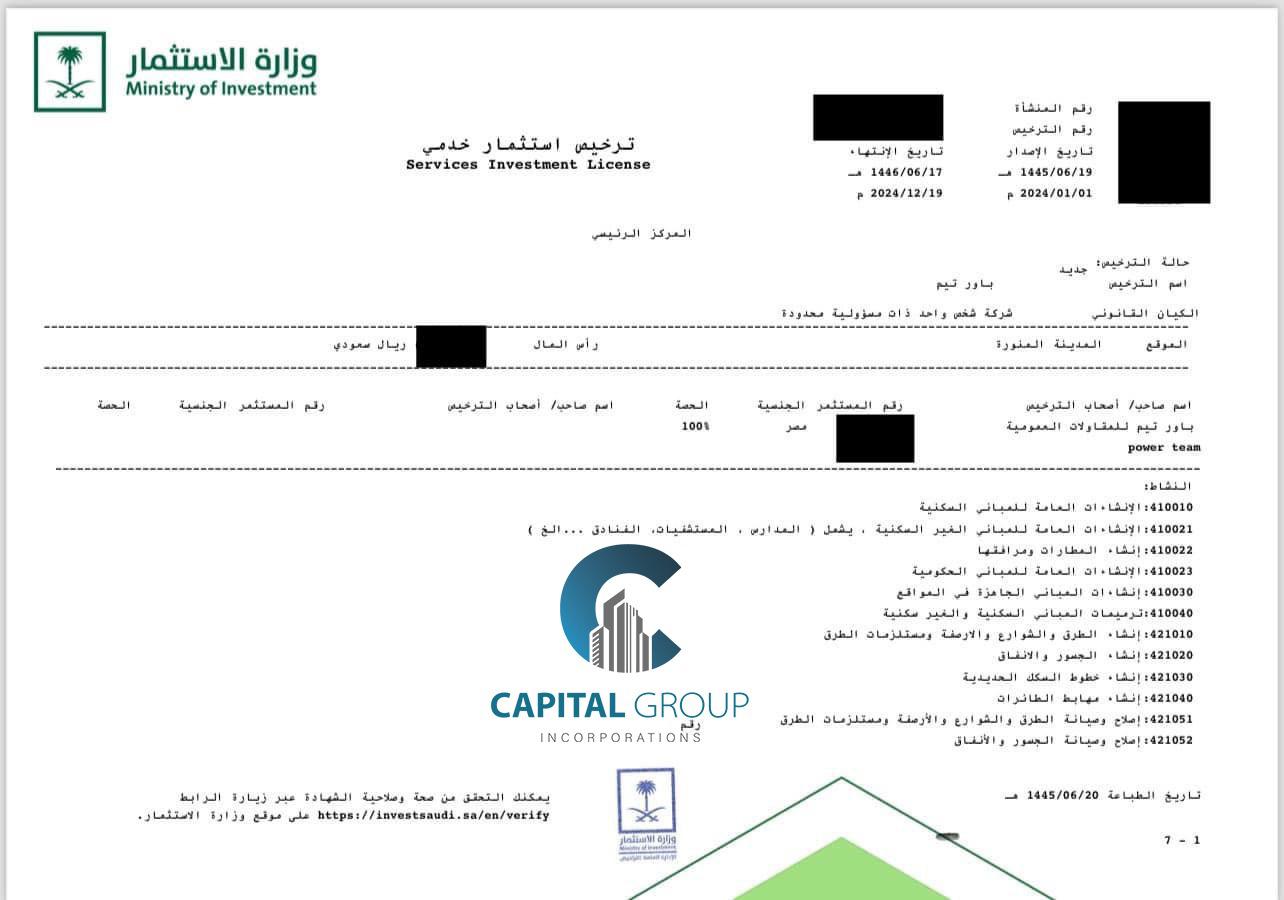 وزارة الاستثمار
Ministry of Investment
ترخيص استثمار خدمي
Services Investment License
رقم المنشأة
رقم الترخيص
تاريخ الإصدار تاريخ الإنتهاء
1445/06/19 هـ 1446/06/17 هـ
2024/01/01 م 2024/12/19 م
المركز الرئيسي
حالة الترخيص: جديد
اسم الترخيص باور تيم
الكيان القانوني شركة شخص واحد ذات مسؤولية محدودة
الموقع المدينة المنورة رأس المال ريال سعودي
اسم صاحب/ أصحاب الترخيص رقم المستثمر الجنسية الحصة اسم صاحب/ أصحاب الترخيص رقم المستثمر الجنسية الحصة
باور تيم للمقاولات العمومية مصر 100%
power team
النشاط:
410010:الإنشاءات العامة للمباني السكنية
410021:الإنشاءات العامة للمباني الغير السكنية ، يشمل ( المدارس ، المستشفيات، الفنادق ...الخ )
410022:إنشاء المطارات ومرافقها
410023:الإنشاءات العامة للمباني الحكومية
410030:إنشاءات المباني الجاهزة في المواقع
410040:ترميمات المباني السكنية والغير سكنية
421010:إنشاء الطرق والشوارع والارصفة ومستلزمات الطرق
421020:إنشاء الجسور والانفاق
421030:إنشاء خطوط السكك الحديدية
421040:إنشاء مهابط الطائرات
421051:إصلاح وصيانة الطرق والشوارع والأرصفة ومستلزمات الطرق
421052:إصلاح وصيانة الجسور والأنفاق
CAPITAL GROUP
رقم
INCORPORATIONS
تاريخ الطباعة 1445/06/20 هـ
يمكنك التحقق من صحة وصلاحية الشهادة عبر زيارة الرابط
https://investsaudi.sa/en/verify على موقع وزارة الاستثمار.
وزارة الاستثمار
Ministry of Investment
1 - 7